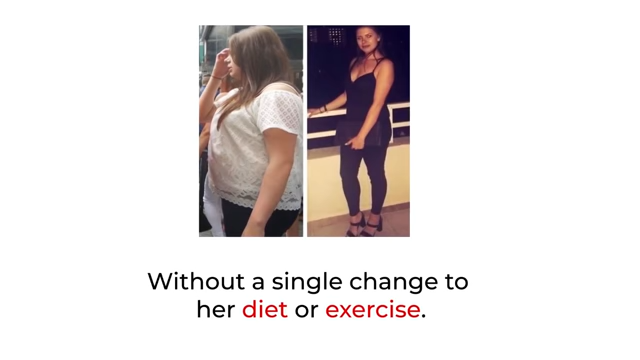 Without a single change to
her diet or exercise.